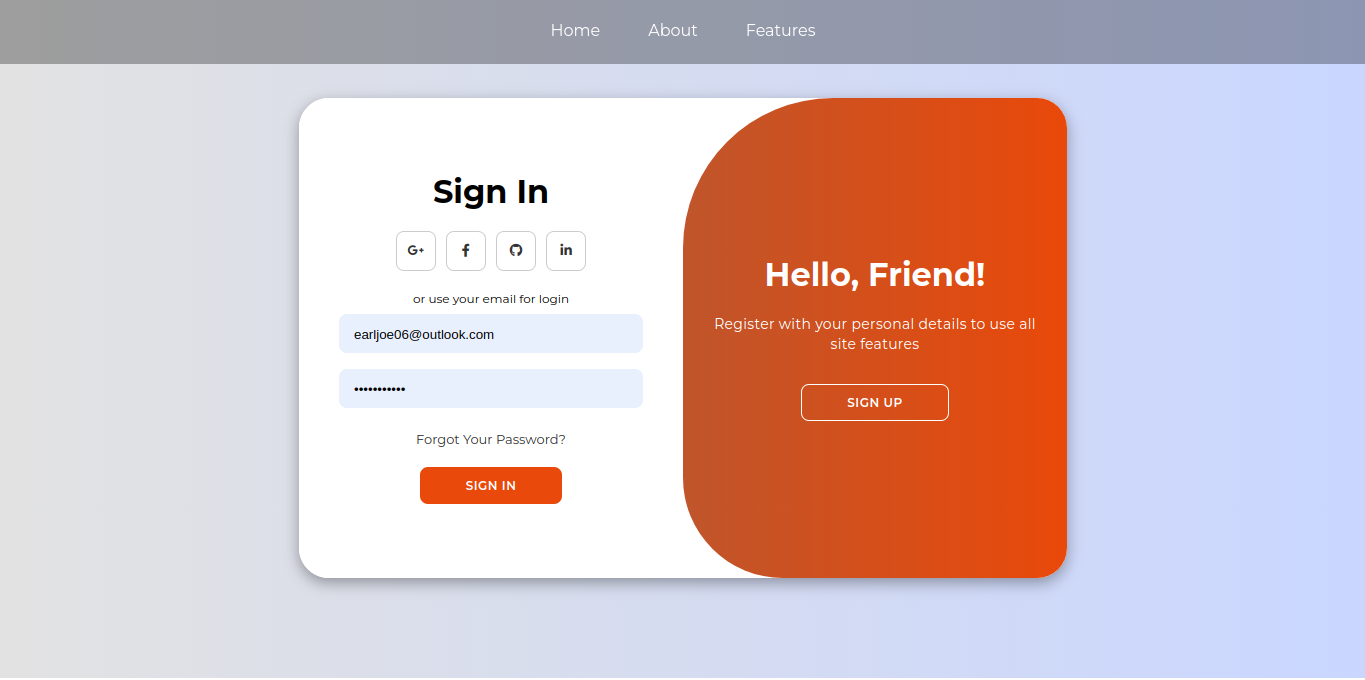 Home About Features
Sign In
G+ f in
or use your email for login
earljoe06@outlook.com
•••••••••••
Forgot Your Password?
SIGN IN
Hello, Friend!
Register with your personal details to use all
site features
SIGN UP